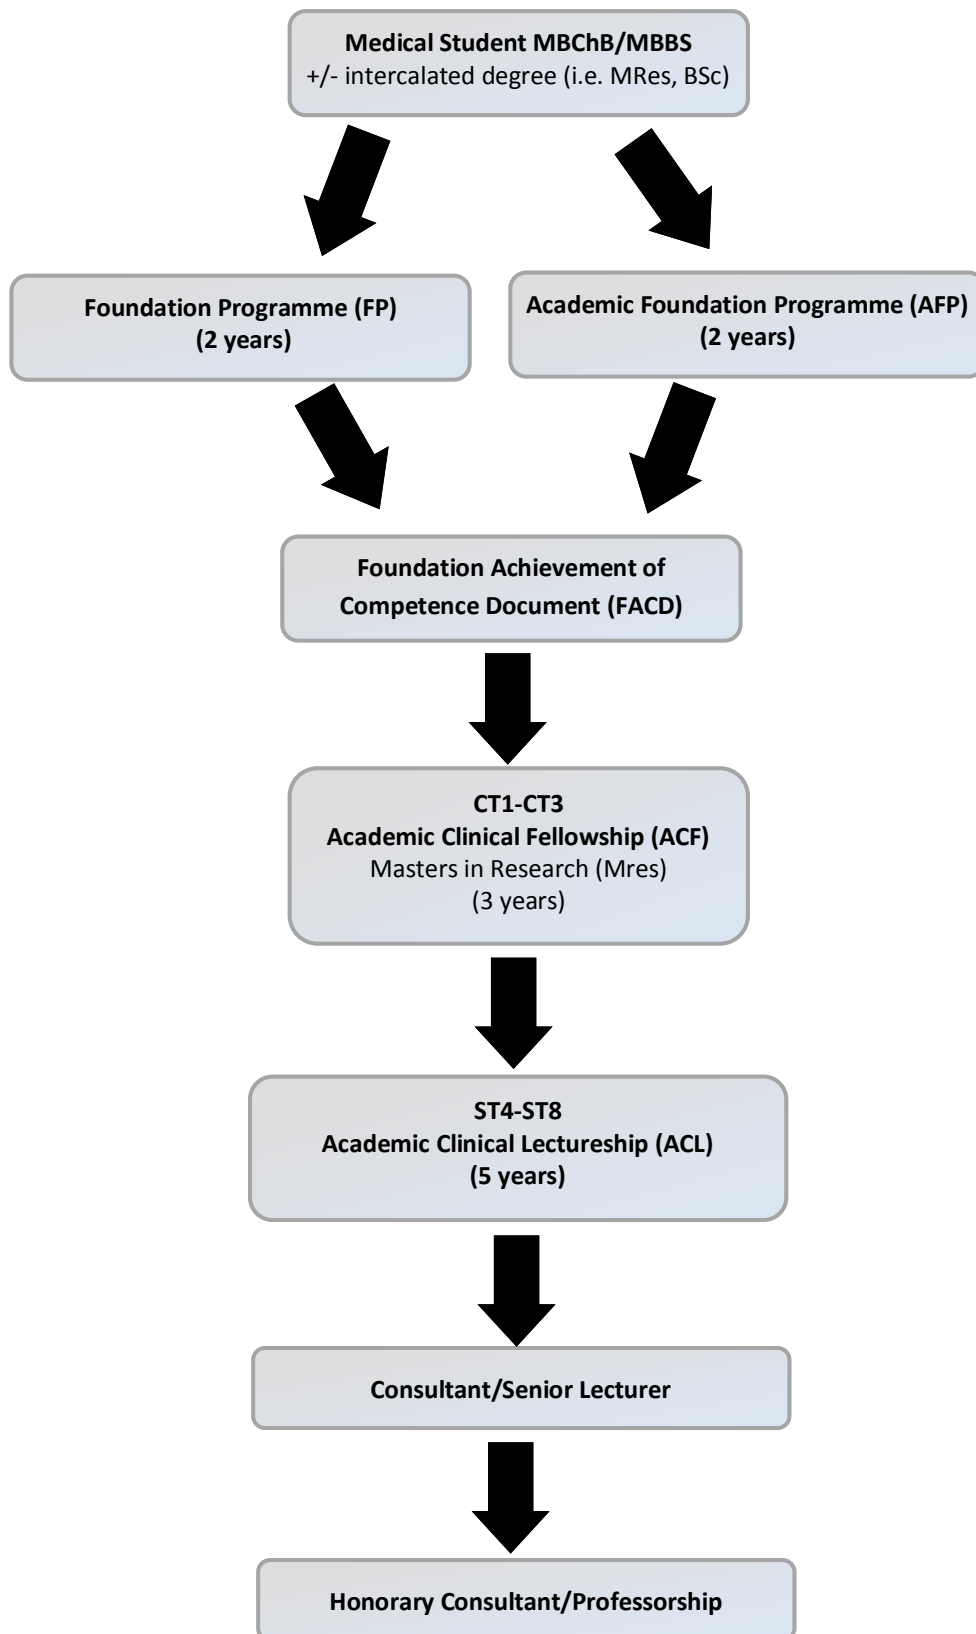 Medical Student MBChB/MBBS
+/- intercalated degree (i.e. MRes, BSc)
Foundation Programme (FP)
(2 years)
Academic Foundation Programme (AFP)
(2 years)
Foundation Achievement of
Competence Document (FACD)
CT1-CT3
Academic Clinical Fellowship (ACF)
Masters in Research (Mres)
(3 years)
ST4-ST8
Academic Clinical Lectureship (ACL)
(5 years)
Consultant/Senior Lecturer
Honorary Consultant/Professorship